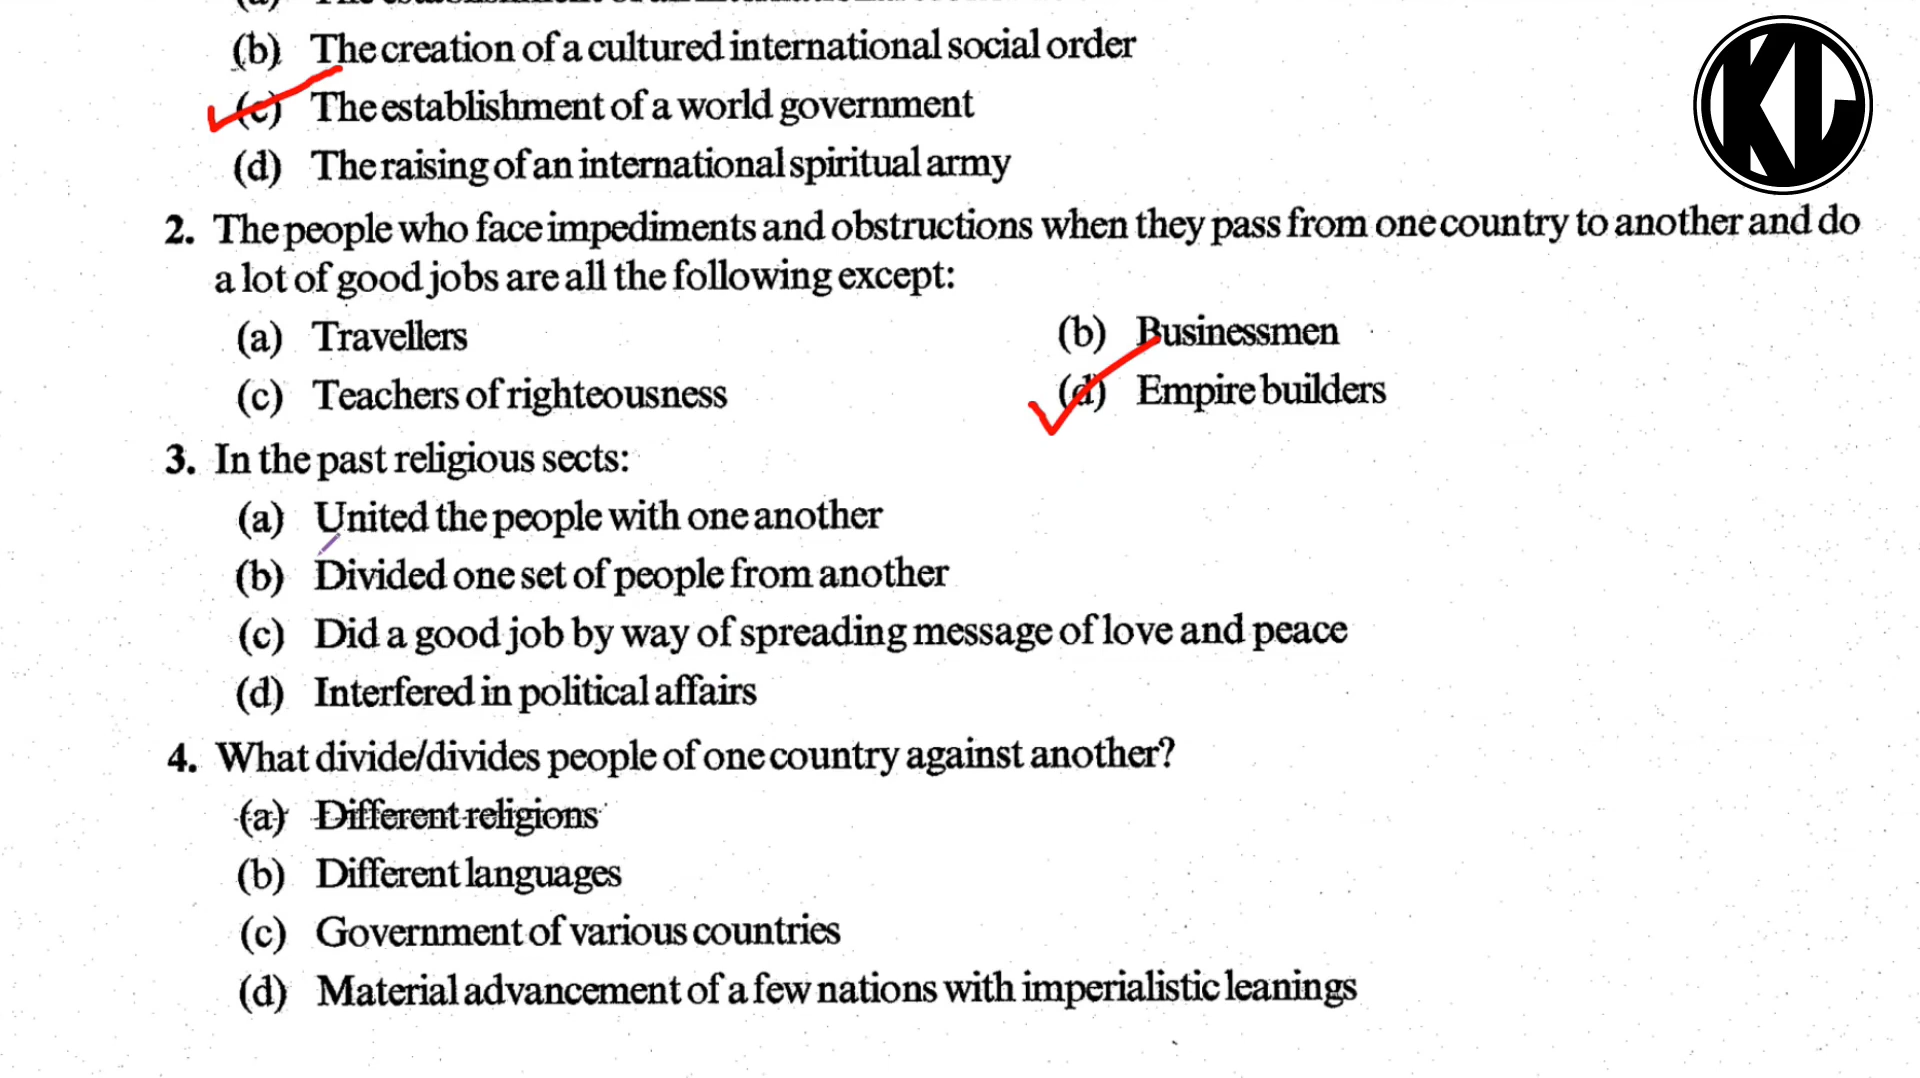 (b) The creation of a cultured international social order
(c) The establishment of a world government
(d) The raising of an international spiritual army
2. The people who face impediments and obstructions when they pass from one country to another and do
a lot of good jobs are all the following except:
(a) Travellers (b) Businessmen
(c) Teachers of righteousness (d) Empire builders
3. In the past religious sects:
(a) United the people with one another
(b) Divided one set of people from another
(c) Did a good job by way of spreading message of love and peace
(d) Interfered in political affairs
4. What divide/divides people of one country against another?
(a) Different religions
(b) Different languages
(c) Government of various countries
(d) Material advancement of a few nations with imperialistic leanings
KL